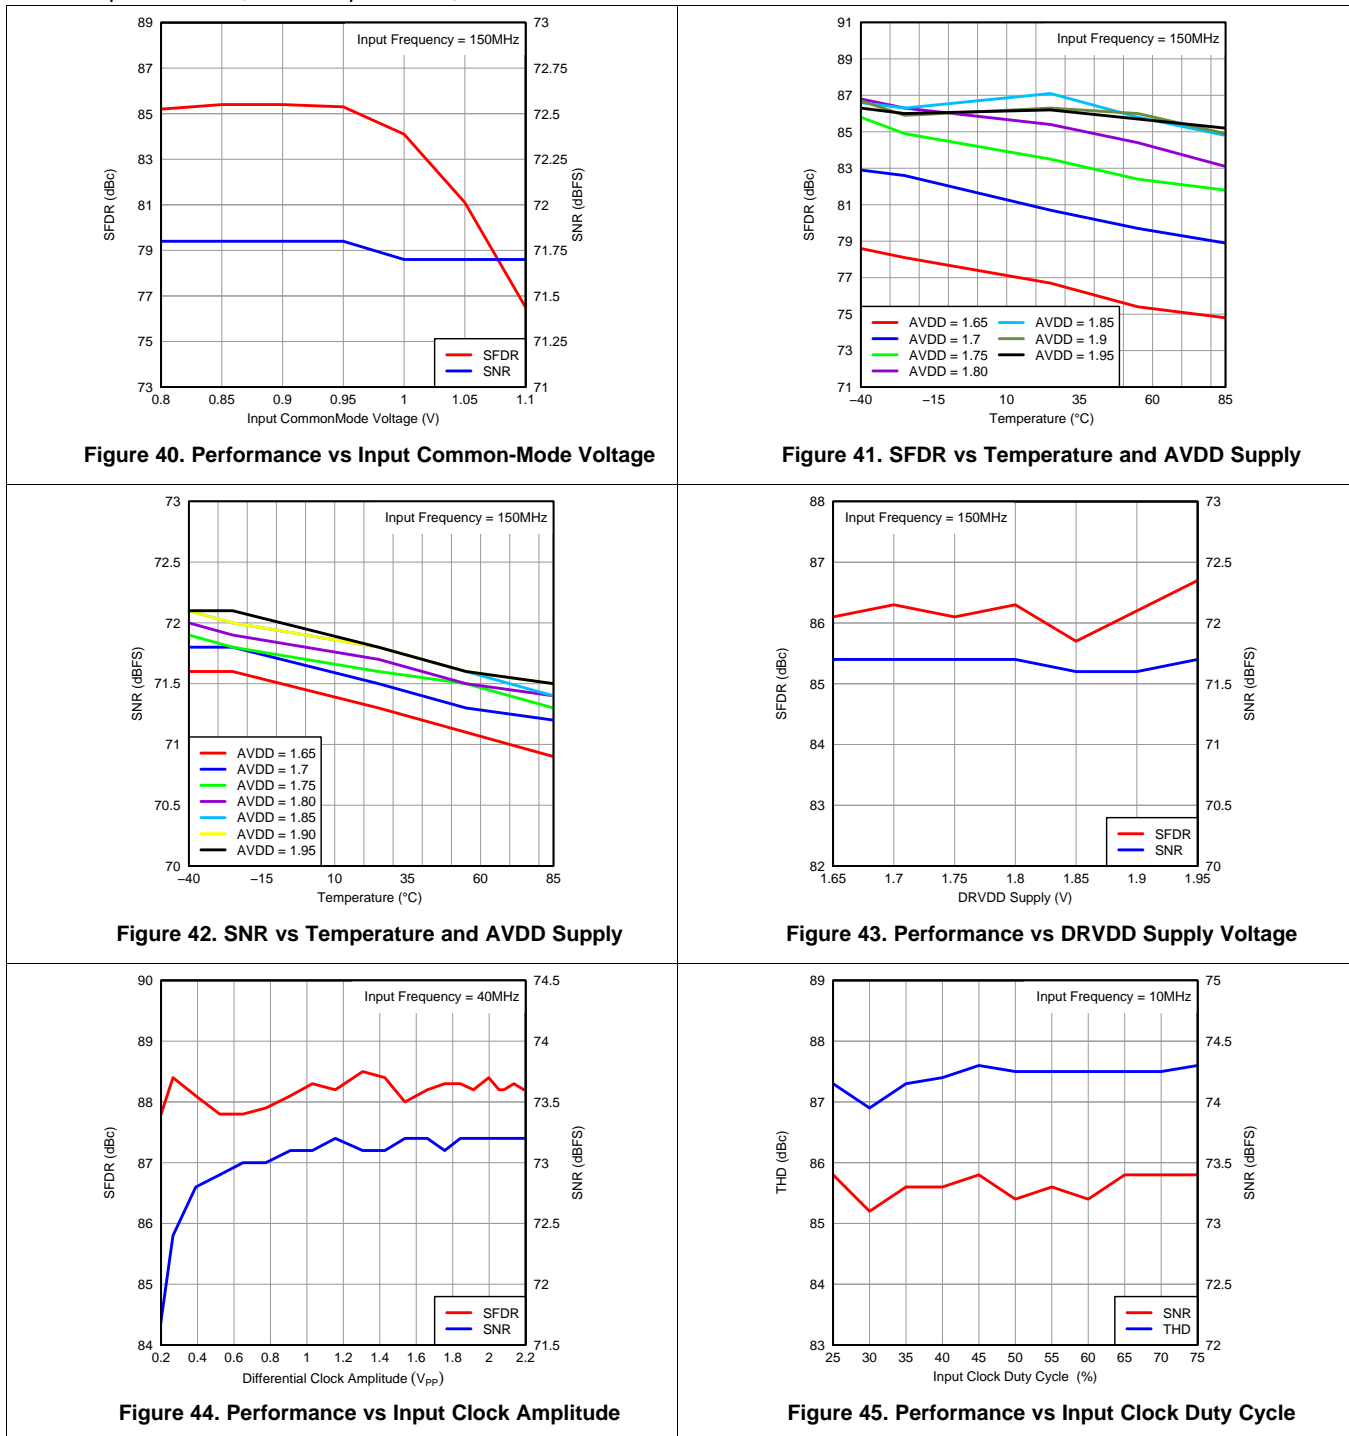 89
87
85
83
81
79
77
75
73
73
72.75
72.5
72.25
72
71.75
71.5
71.25
71
Input Frequency = 150MHz
SFDR (dBc)
SNR (dBFS)
SFDR
SNR
0.8 0.85 0.9 0.95 1 1.05 1.1
Input CommonMode Voltage (V)
Figure 40. Performance vs Input Common-Mode Voltage
91
89
87
85
83
81
79
77
75
73
71
Input Frequency = 150MHz
SFDR (dBc)
AVDD = 1.65
AVDD = 1.7
AVDD = 1.75
AVDD = 1.80
AVDD = 1.85
AVDD = 1.9
AVDD = 1.95
−40 −15 10 35 60 85
Temperature (°C)
Figure 41. SFDR vs Temperature and AVDD Supply
73
72.5
72
71.5
71
70.5
70
Input Frequency = 150MHz
SNR (dBFS)
AVDD = 1.65
AVDD = 1.7
AVDD = 1.75
AVDD = 1.80
AVDD = 1.85
AVDD = 1.90
AVDD = 1.95
−40 −15 10 35 60 85
Temperature (°C)
Figure 42. SNR vs Temperature and AVDD Supply
88
87
86
85
84
83
82
73
72.5
72
71.5
71
70.5
70
Input Frequency = 150MHz
SFDR (dBc)
SNR (dBFS)
SFDR
SNR
1.65 1.7 1.75 1.8 1.85 1.9 1.95
DRVDD Supply (V)
Figure 43. Performance vs DRVDD Supply Voltage
90
89
88
87
86
85
84
74.5
74
73.5
73
72.5
72
71.5
Input Frequency = 40MHz
SFDR (dBc)
SNR (dBFS)
SFDR
SNR
0.2 0.4 0.6 0.8 1 1.2 1.4 1.6 1.8 2 2.2
Differential Clock Amplitude (VPP)
Figure 44. Performance vs Input Clock Amplitude
89
88
87
86
85
84
83
75
74.5
74
73.5
73
72.5
72
Input Frequency = 10MHz
THD (dBc)
SNR (dBFS)
SNR
THD
25 30 35 40 45 50 55 60 65 70 75
Input Clock Duty Cycle (%)
Figure 45. Performance vs Input Clock Duty Cycle